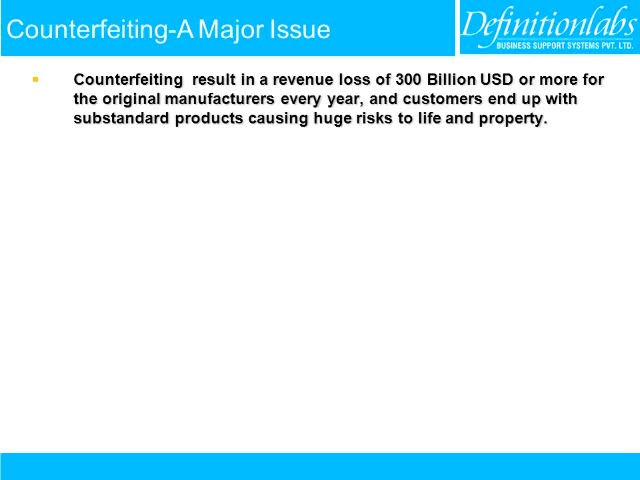 Counterfeiting-A Major Issue
Definitionlabs
BUSINESS SUPPORT SYSTEMS PVT. LTD.
Counterfeiting  result in a revenue loss of 300 Billion USD or more for
the original manufacturers every year, and customers end up with
substandard products causing huge risks to life and property.